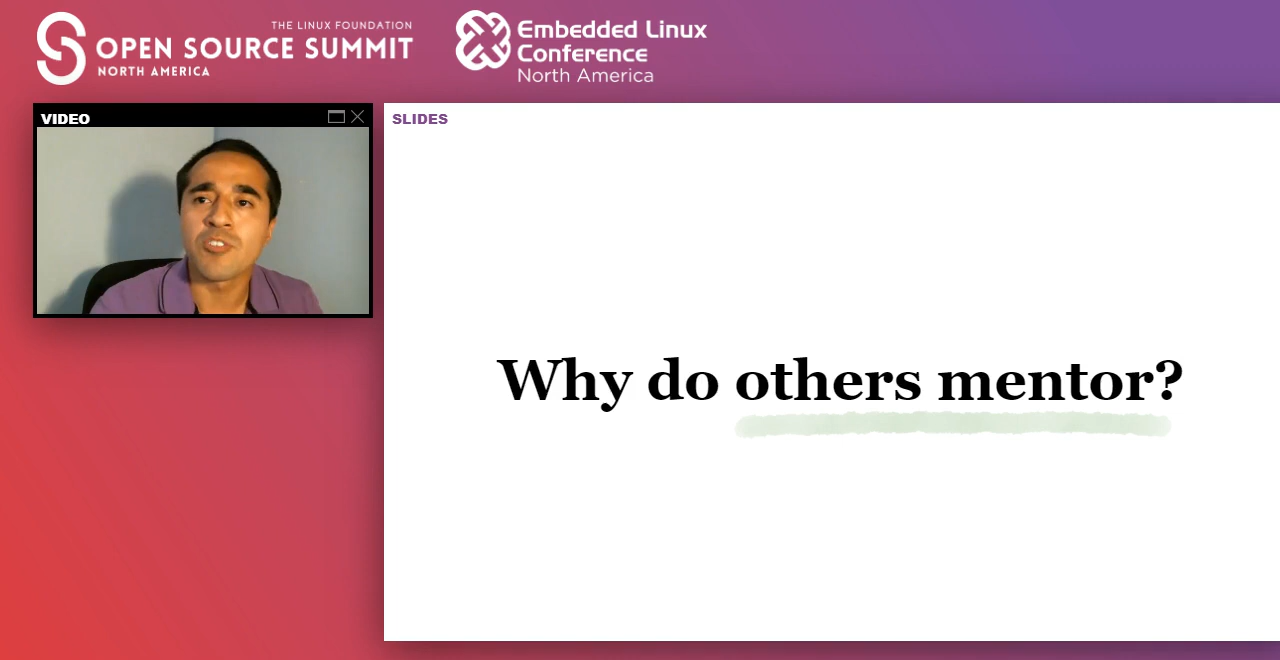 THE LINUX FOUNDATION
OPEN SOURCE SUMMIT
NORTH AMERICA
Embedded Linux
Conference
North America
VIDEO
SLIDES
Why do others mentor?